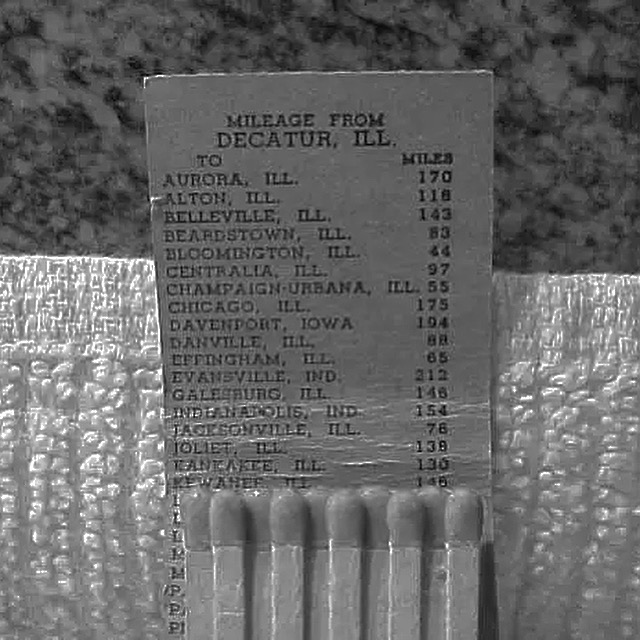 MILEAGE FROM
DECATUR, ILL.
TO MILES
AURORA, ILL. 170
ALTON, ILL. 118
BELLEVILLE, ILL. 143
BEARDSTOWN, ILL. 83
BLOOMINGTON, ILL. 44
CENTRALIA, ILL. 97
CHAMPAIGN-URBANA, ILL. 55
CHICAGO, ILL. 175
DAVENPORT, IOWA 194
DANVILLE, ILL. 88
EFFINGHAM, ILL. 65
EVANSVILLE, IND. 212
GALESBURG, ILL. 146
INDIANAPOLIS, IND. 154
JACKSONVILLE, ILL. 76
JOLIET, ILL. 138
KANKAKEE, ILL. 130
KEWANEE, ILL. 146